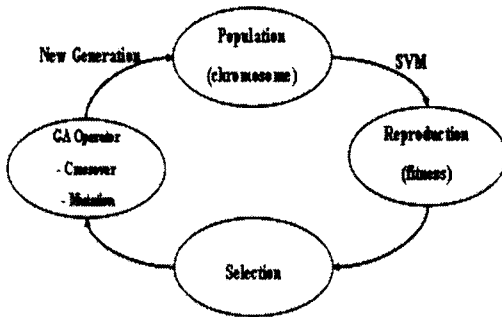 Population
(chromosome)
New Generation
SVM
GA Operator
- Crossover
- Mutation
Reproduction
(fitness)
Selection